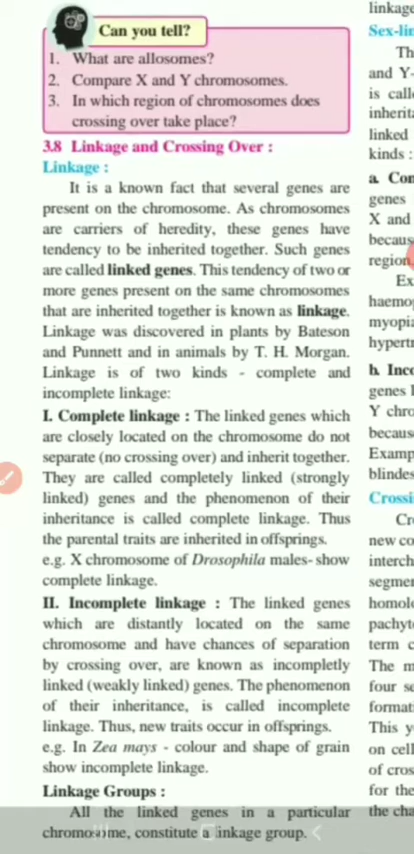 Can you tell?
1. What are allosomes?
2. Compare X and Y chromosomes.
3. In which region of chromosomes does
crossing over take place?
3.8 Linkage and Crossing Over :
Linkage :
It is a known fact that several genes are
present on the chromosome. As chromosomes
are carriers of heredity, these genes have
tendency to be inherited together. Such genes
are called linked genes. This tendency of two or
more genes present on the same chromosomes
that are inherited together is known as linkage.
Linkage was discovered in plants by Bateson
and Punnett and in animals by T. H. Morgan.
Linkage is of two kinds - complete and
incomplete linkage:
I. Complete linkage : The linked genes which
are closely located on the chromosome do not
separate (no crossing over) and inherit together.
They are called completely linked (strongly
linked) genes and the phenomenon of their
inheritance is called complete linkage. Thus
the parental traits are inherited in offsprings.
e.g. X chromosome of Drosophila males- show
complete linkage.
II. Incomplete linkage : The linked genes
which are distantly located on the same
chromosome and have chances of separation
by crossing over, are known as incompletly
linked (weakly linked) genes. The phenomenon
of their inheritance, is called incomplete
linkage. Thus, new traits occur in offsprings.
e.g. In Zea mays - colour and shape of grain
show incomplete linkage.
Linkage Groups :
All the linked genes in a particular
chromosome, constitute a linkage group.
linkage
Sex-lin
Th
and Y-
is call
inherita
linked
kinds :
a. Con
genes
X and
becaus
region
Ex
haemo
myopi
hypertr
b. Inc
genes
Y chro
becaus
Examp
blindes
Crossi
Cr
new co
interch
segmen
homol
pachyt
term c
The m
four s
format
This y
on cell
of cros
for the
the cha